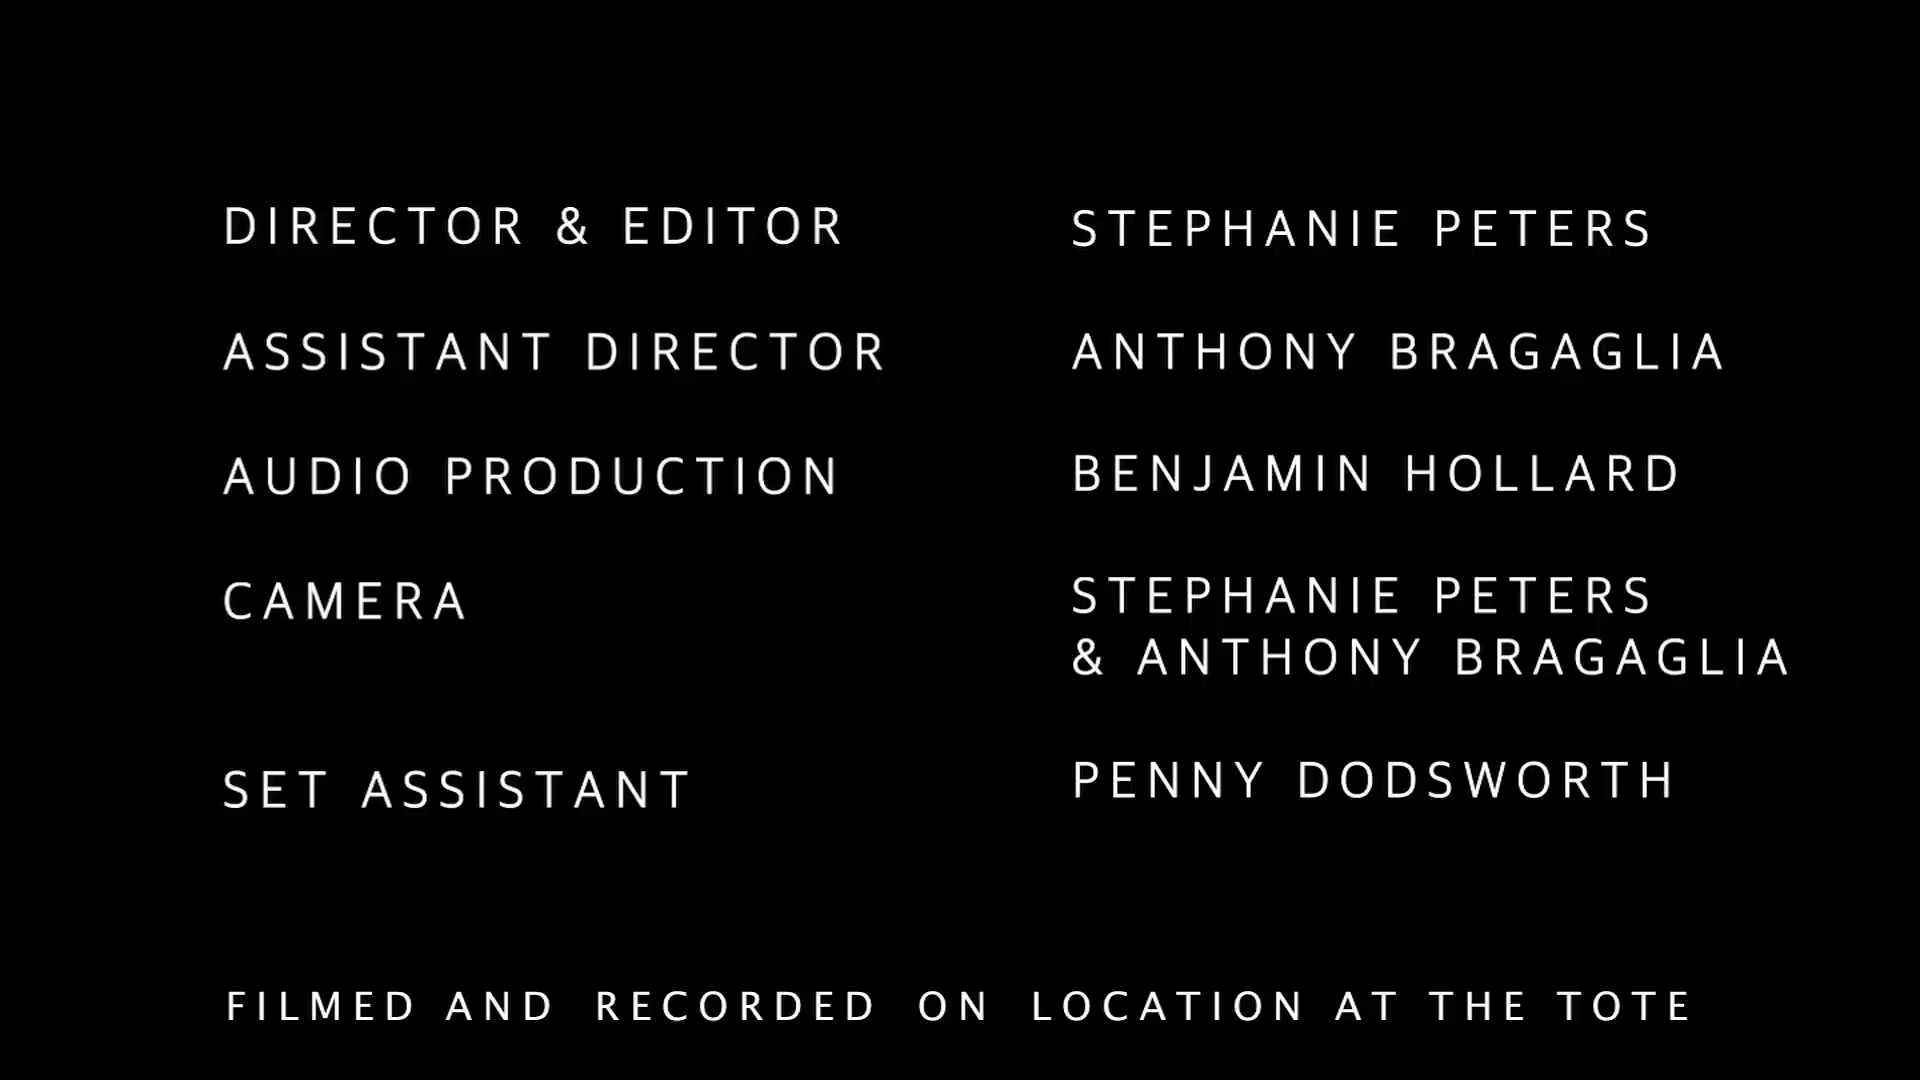 DIRECTOR & EDITOR STEPHANIE PETERS
ASSISTANT DIRECTOR ANTHONY BRAGAGLIA
AUDIO PRODUCTION BENJAMIN HOLLARD
CAMERA STEPHANIE PETERS
& ANTHONY BRAGAGLIA
SET ASSISTANT PENNY DODSWORTH
FILMED AND RECORDED ON LOCATION AT THE TOTE